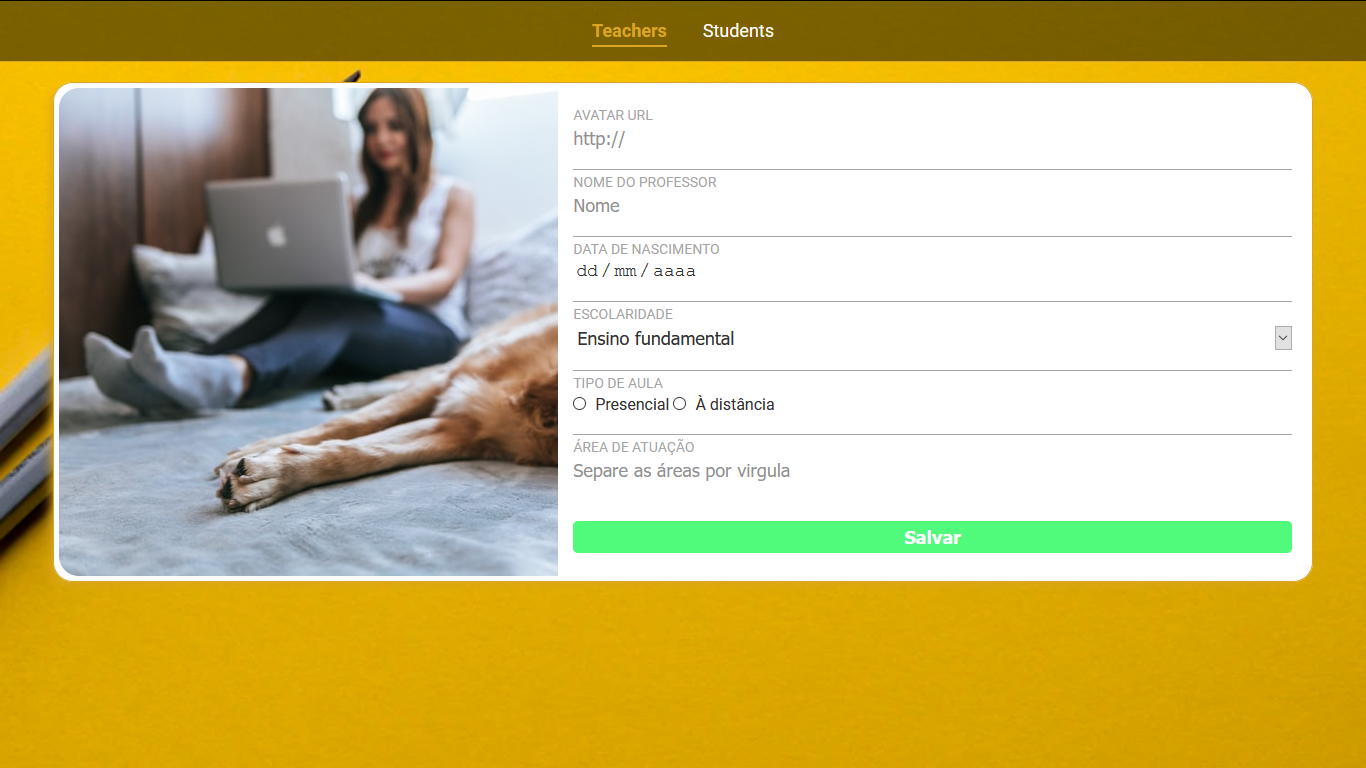 Teachers Students
AVATAR URL
http://
NOME DO PROFESSOR
Nome
DATA DE NASCIMENTO
dd / mm / aaaa
ESCOLARIDADE
Ensino fundamental
TIPO DE AULA
Presencial À distância
ÁREA DE ATUAÇÃO
Separe as áreas por virgula
Salvar